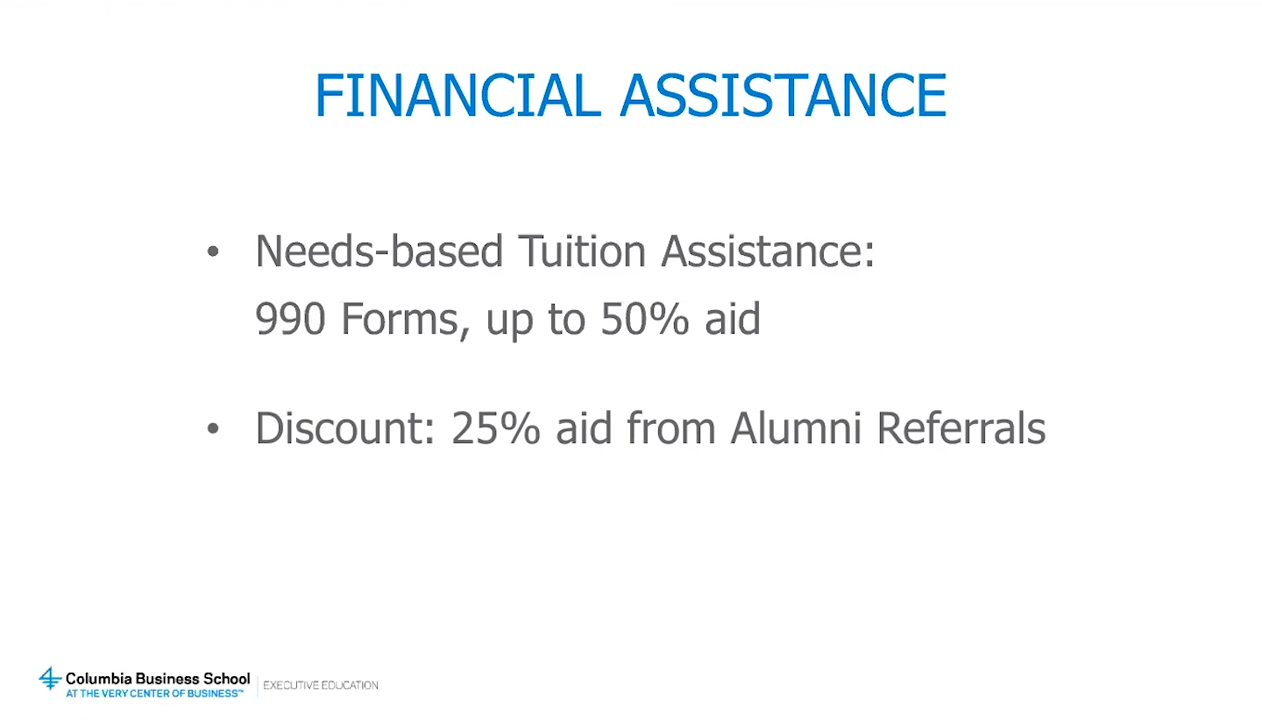 FINANCIAL ASSISTANCE
• Needs-based Tuition Assistance:
990 Forms, up to 50% aid
• Discount: 25% aid from Alumni Referrals
Columbia Business School
AT THE VERY CENTER OF BUSINESS™
EXECUTIVE EDUCATION